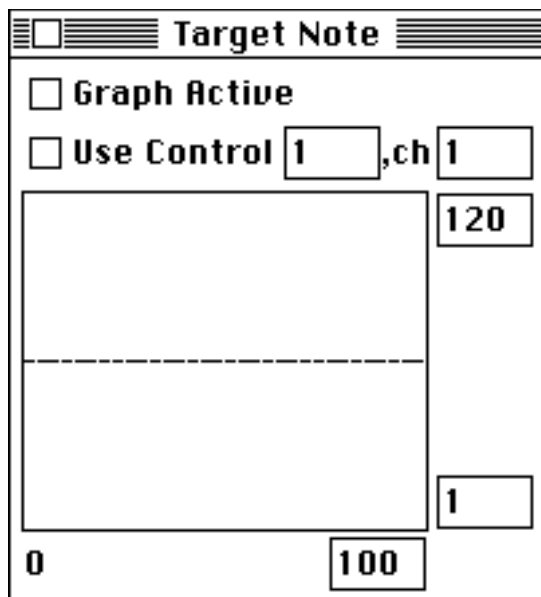 Target Note
Graph Active
Use Control 1 ,ch 1
120
1
0 100